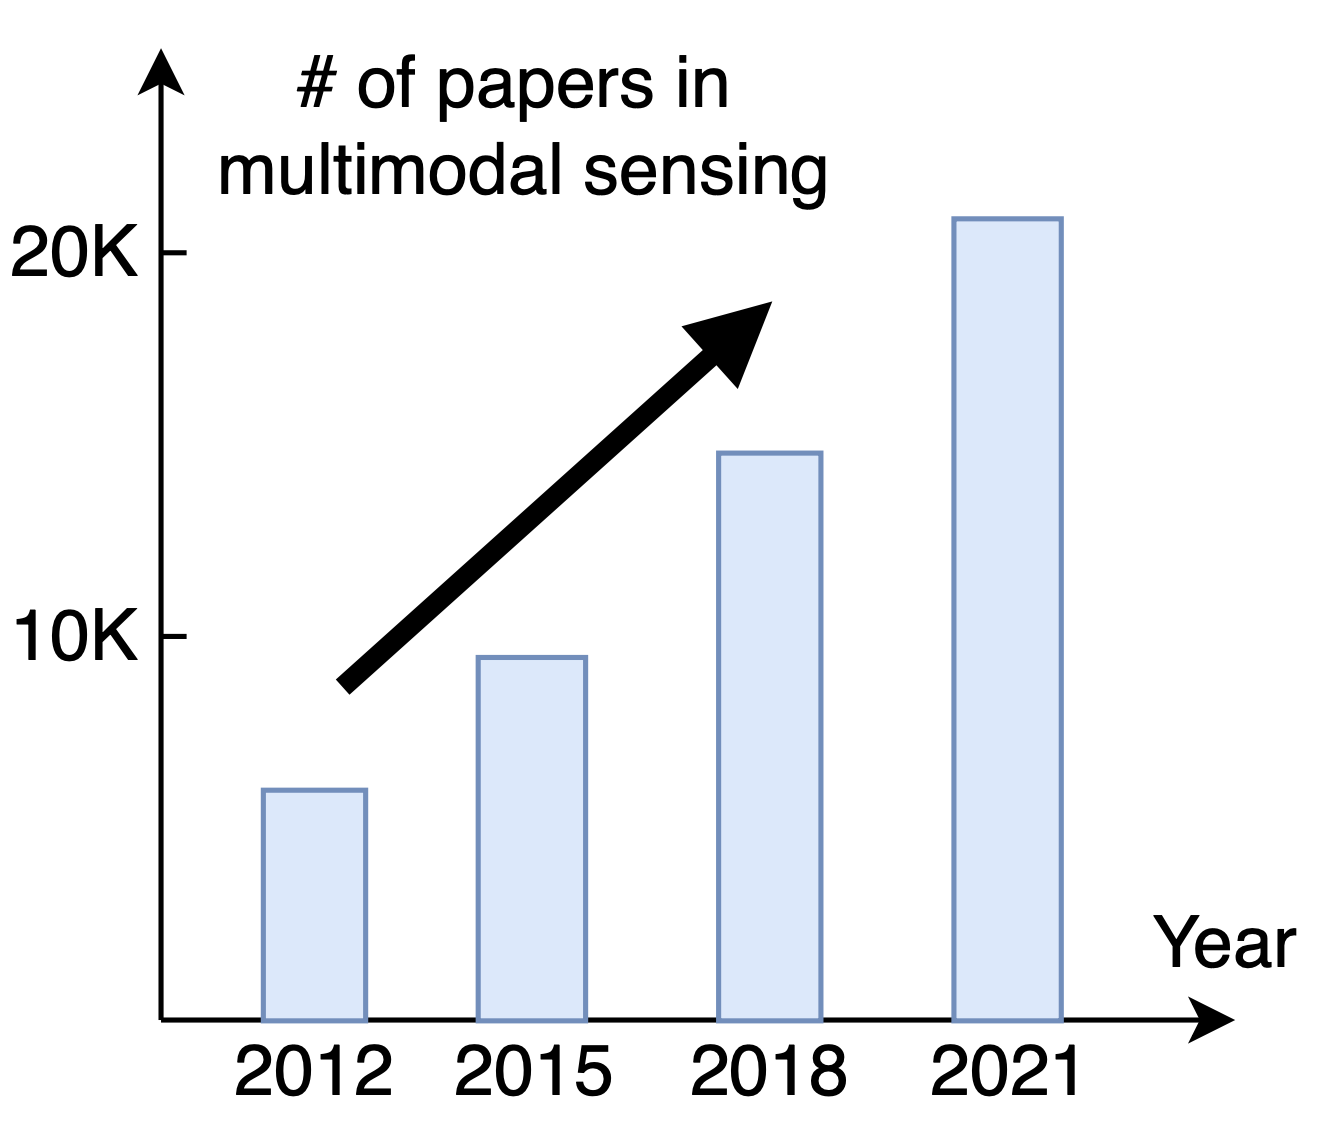 # of papers in
multimodal sensing
20K
10K
Year
2012 2015 2018 2021